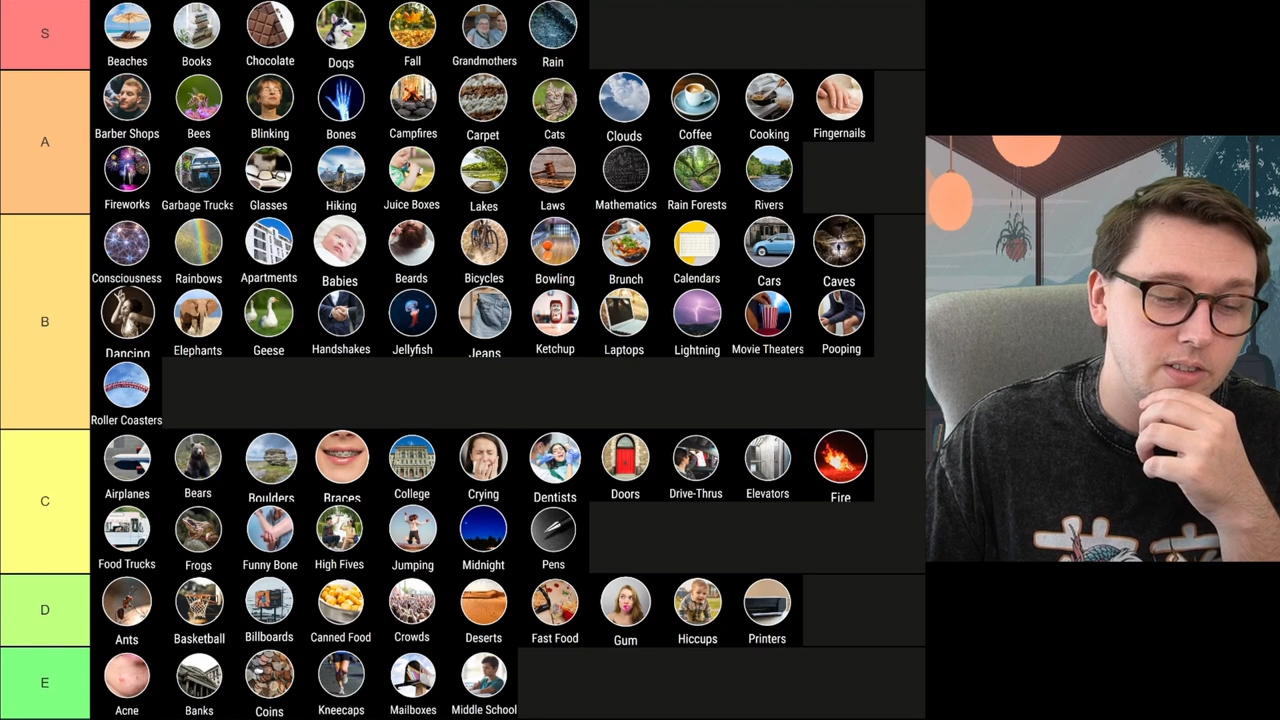 S
Beaches Books Chocolate Dogs Fall Grandmothers Rain
A
Barber Shops Bees Blinking Bones Campfires Carpet Cats Clouds Coffee Cooking Fingernails
Fireworks Garbage Trucks Glasses Hiking Juice Boxes Lakes Laws Mathematics Rain Forests Rivers
B
Consciousness Rainbows Apartments Babies Beards Bicycles Bowling Brunch Calendars Cars Caves
Dancing Elephants Geese Handshakes Jellyfish Jeans Ketchup Laptops Lightning Movie Theaters Pooping
Roller Coasters
C
Airplanes Bears Boulders Braces College Crying Dentists Doors Drive-Thrus Elevators Fire
Food Trucks Frogs Funny Bone High Fives Jumping Midnight Pens
D
Ants Basketball Billboards Canned Food Crowds Deserts Fast Food Gum Hiccups Printers
E
Acne Banks Coins Kneecaps Mailboxes Middle School